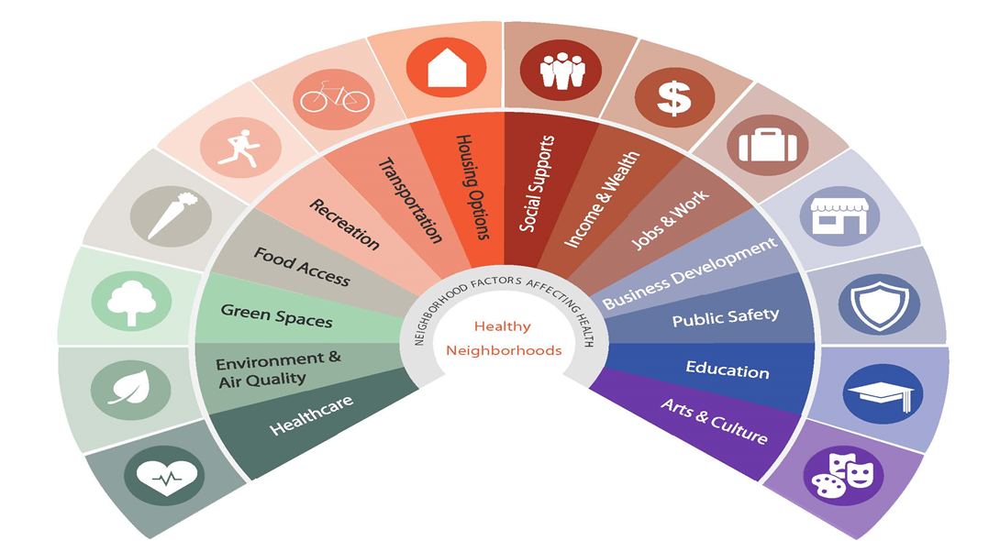 Healthcare
Environment &
Air Quality
Green Spaces
Food Access
Recreation
Transportation
Housing Options
Social Supports
Income & Wealth
Jobs & Work
Business Development
Public Safety
Education
Arts & Culture
NEIGHBORHOOD FACTORS AFFECTING HEALTH
Healthy
Neighborhoods
$